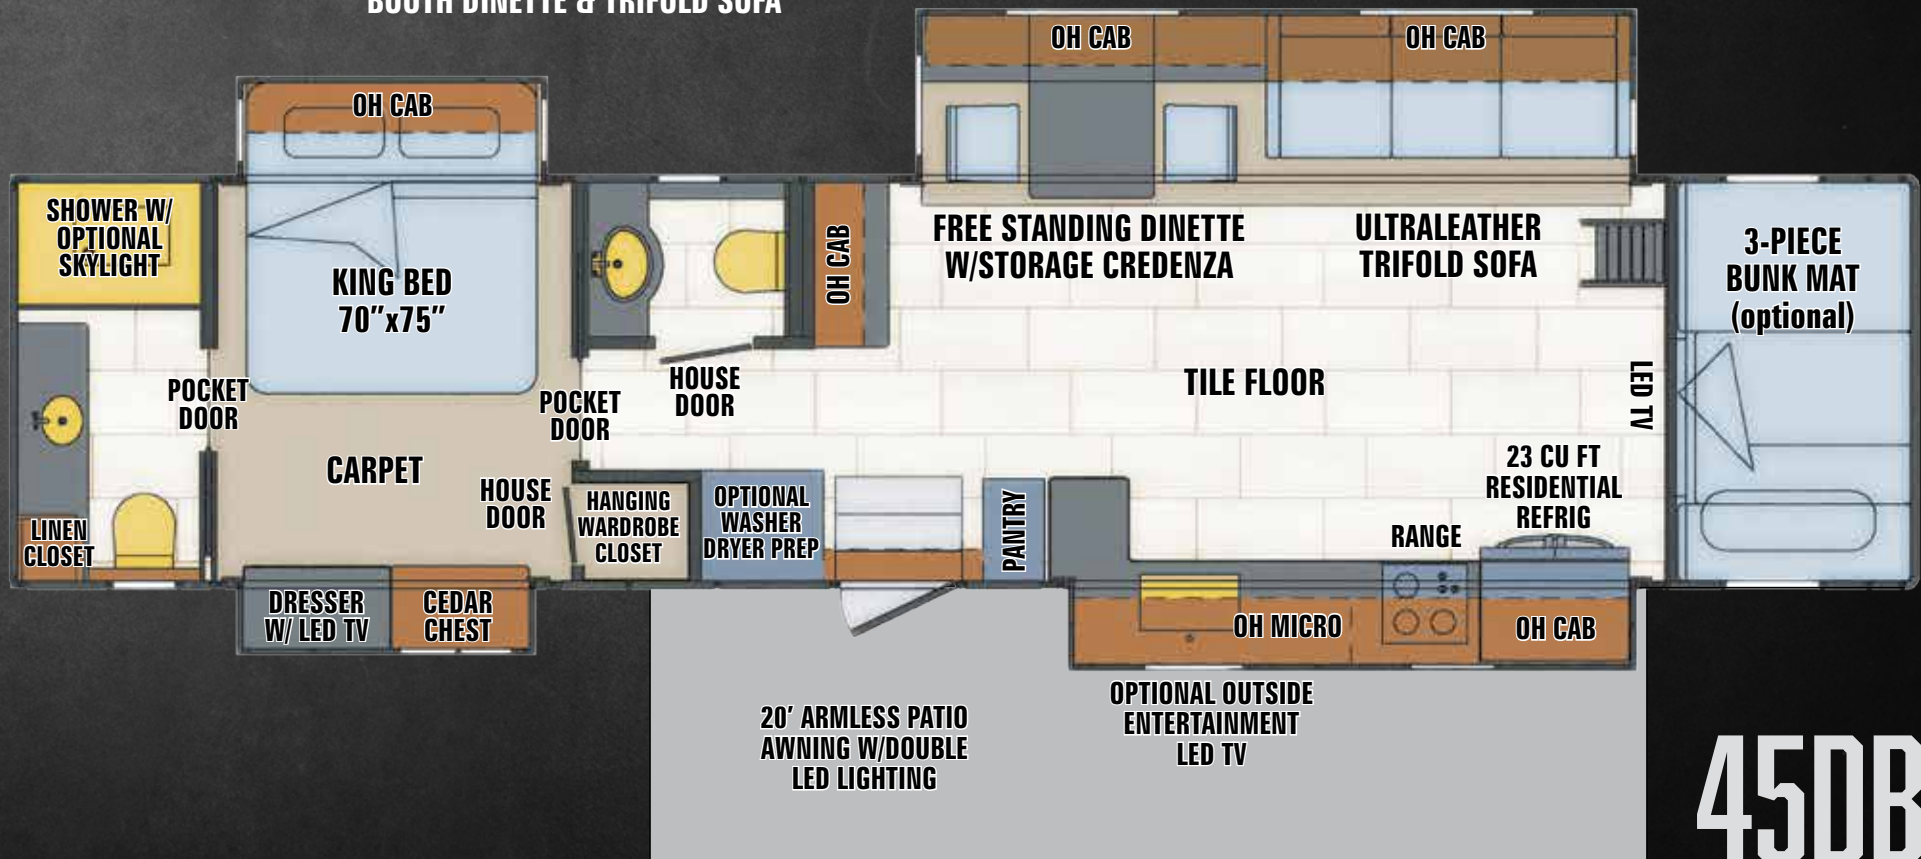 BOOTH DINETTE & TRIFOLD SOFA
OH CAB
OH CAB
OH CAB
SHOWER W/
OPTIONAL
SKYLIGHT
KING BED
70”x75”
OH CAB
FREE STANDING DINETTE
W/STORAGE CREDENZA
ULTRALEATHER
TRIFOLD SOFA
3-PIECE
BUNK MAT
(optional)
POCKET
DOOR
POCKET
DOOR
HOUSE
DOOR
TILE FLOOR
LED TV
CARPET
HOUSE
DOOR
HANGING
WARDROBE
CLOSET
OPTIONAL
WASHER
DRYER PREP
PANTRY
RANGE
23 CU FT
RESIDENTIAL
REFRIG
LINEN
CLOSET
DRESSER
W/ LED TV
CEDAR
CHEST
OH MICRO
OH CAB
20’ ARMLESS PATIO
AWNING W/DOUBLE
LED LIGHTING
OPTIONAL OUTSIDE
ENTERTAINMENT
LED TV
45DB